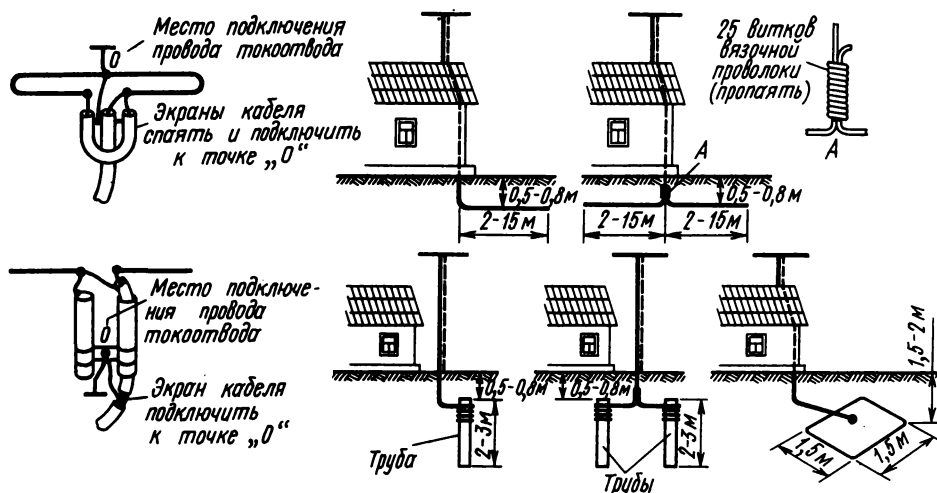 Место подключения
провода токоотвода
О
Экраны кабеля
спаять и подключить
к точке „О“
0,5-0,8м
2-15м
А
0,5-0,8м
2-15м
2-15м
25 витков
вязочной
проволоки
(пропаять)
А
Место подключе-
ния провода
токоотвода
О
Экран кабеля
подключить
к точке „О“
0,5-0,8м
2-3м
Труба
0,5-0,8м
2-3м
Трубы
1,5-2м
1,5м
1,5м